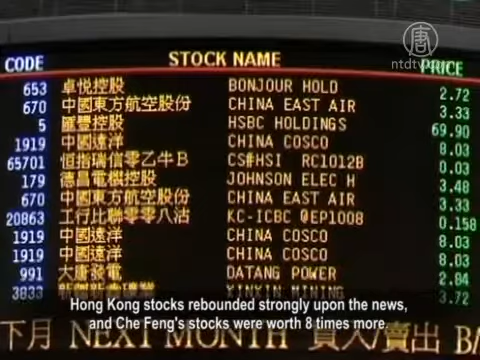 唐
ntdtv.com
CODE STOCK NAME PRICE
653 卓悅控股 BONJOUR HOLD 2.72
670 中國東方航空股份 CHINA EAST AIR 3.33
5 匯豐控股 HSBC HOLDINGS 69.90
1919 中國遠洋 CHINA COSCO 8.03
65701 恒指瑞信零乙牛B CS#HSI RC1012B 0.03
179 德昌電機控股 JOHNSON ELEC H 3.48
670 中國東方航空股份 CHINA EAST AIR 3.33
20863 工行比聯零零八沽 KC-ICBC @EP1008 0.158
1919 中國遠洋 CHINA COSCO 8.03
1919 中國遠洋 CHINA COSCO 8.03
991 大唐發電 DATANG POWER 2.84
3833 XINXIN MINING 3.72
Hong Kong stocks rebounded strongly upon the news,
and Che Feng's stocks were worth 8 times more.
下月 NEXT MONTH 買入/賣出